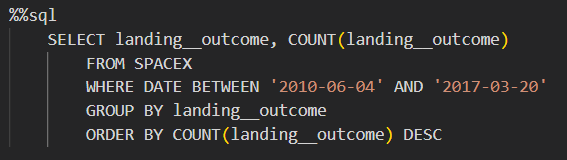 %%sql
SELECT landing__outcome, COUNT(landing__outcome)
FROM SPACEX
WHERE DATE BETWEEN '2010-06-04' AND '2017-03-20'
GROUP BY landing__outcome
ORDER BY COUNT(landing__outcome) DESC